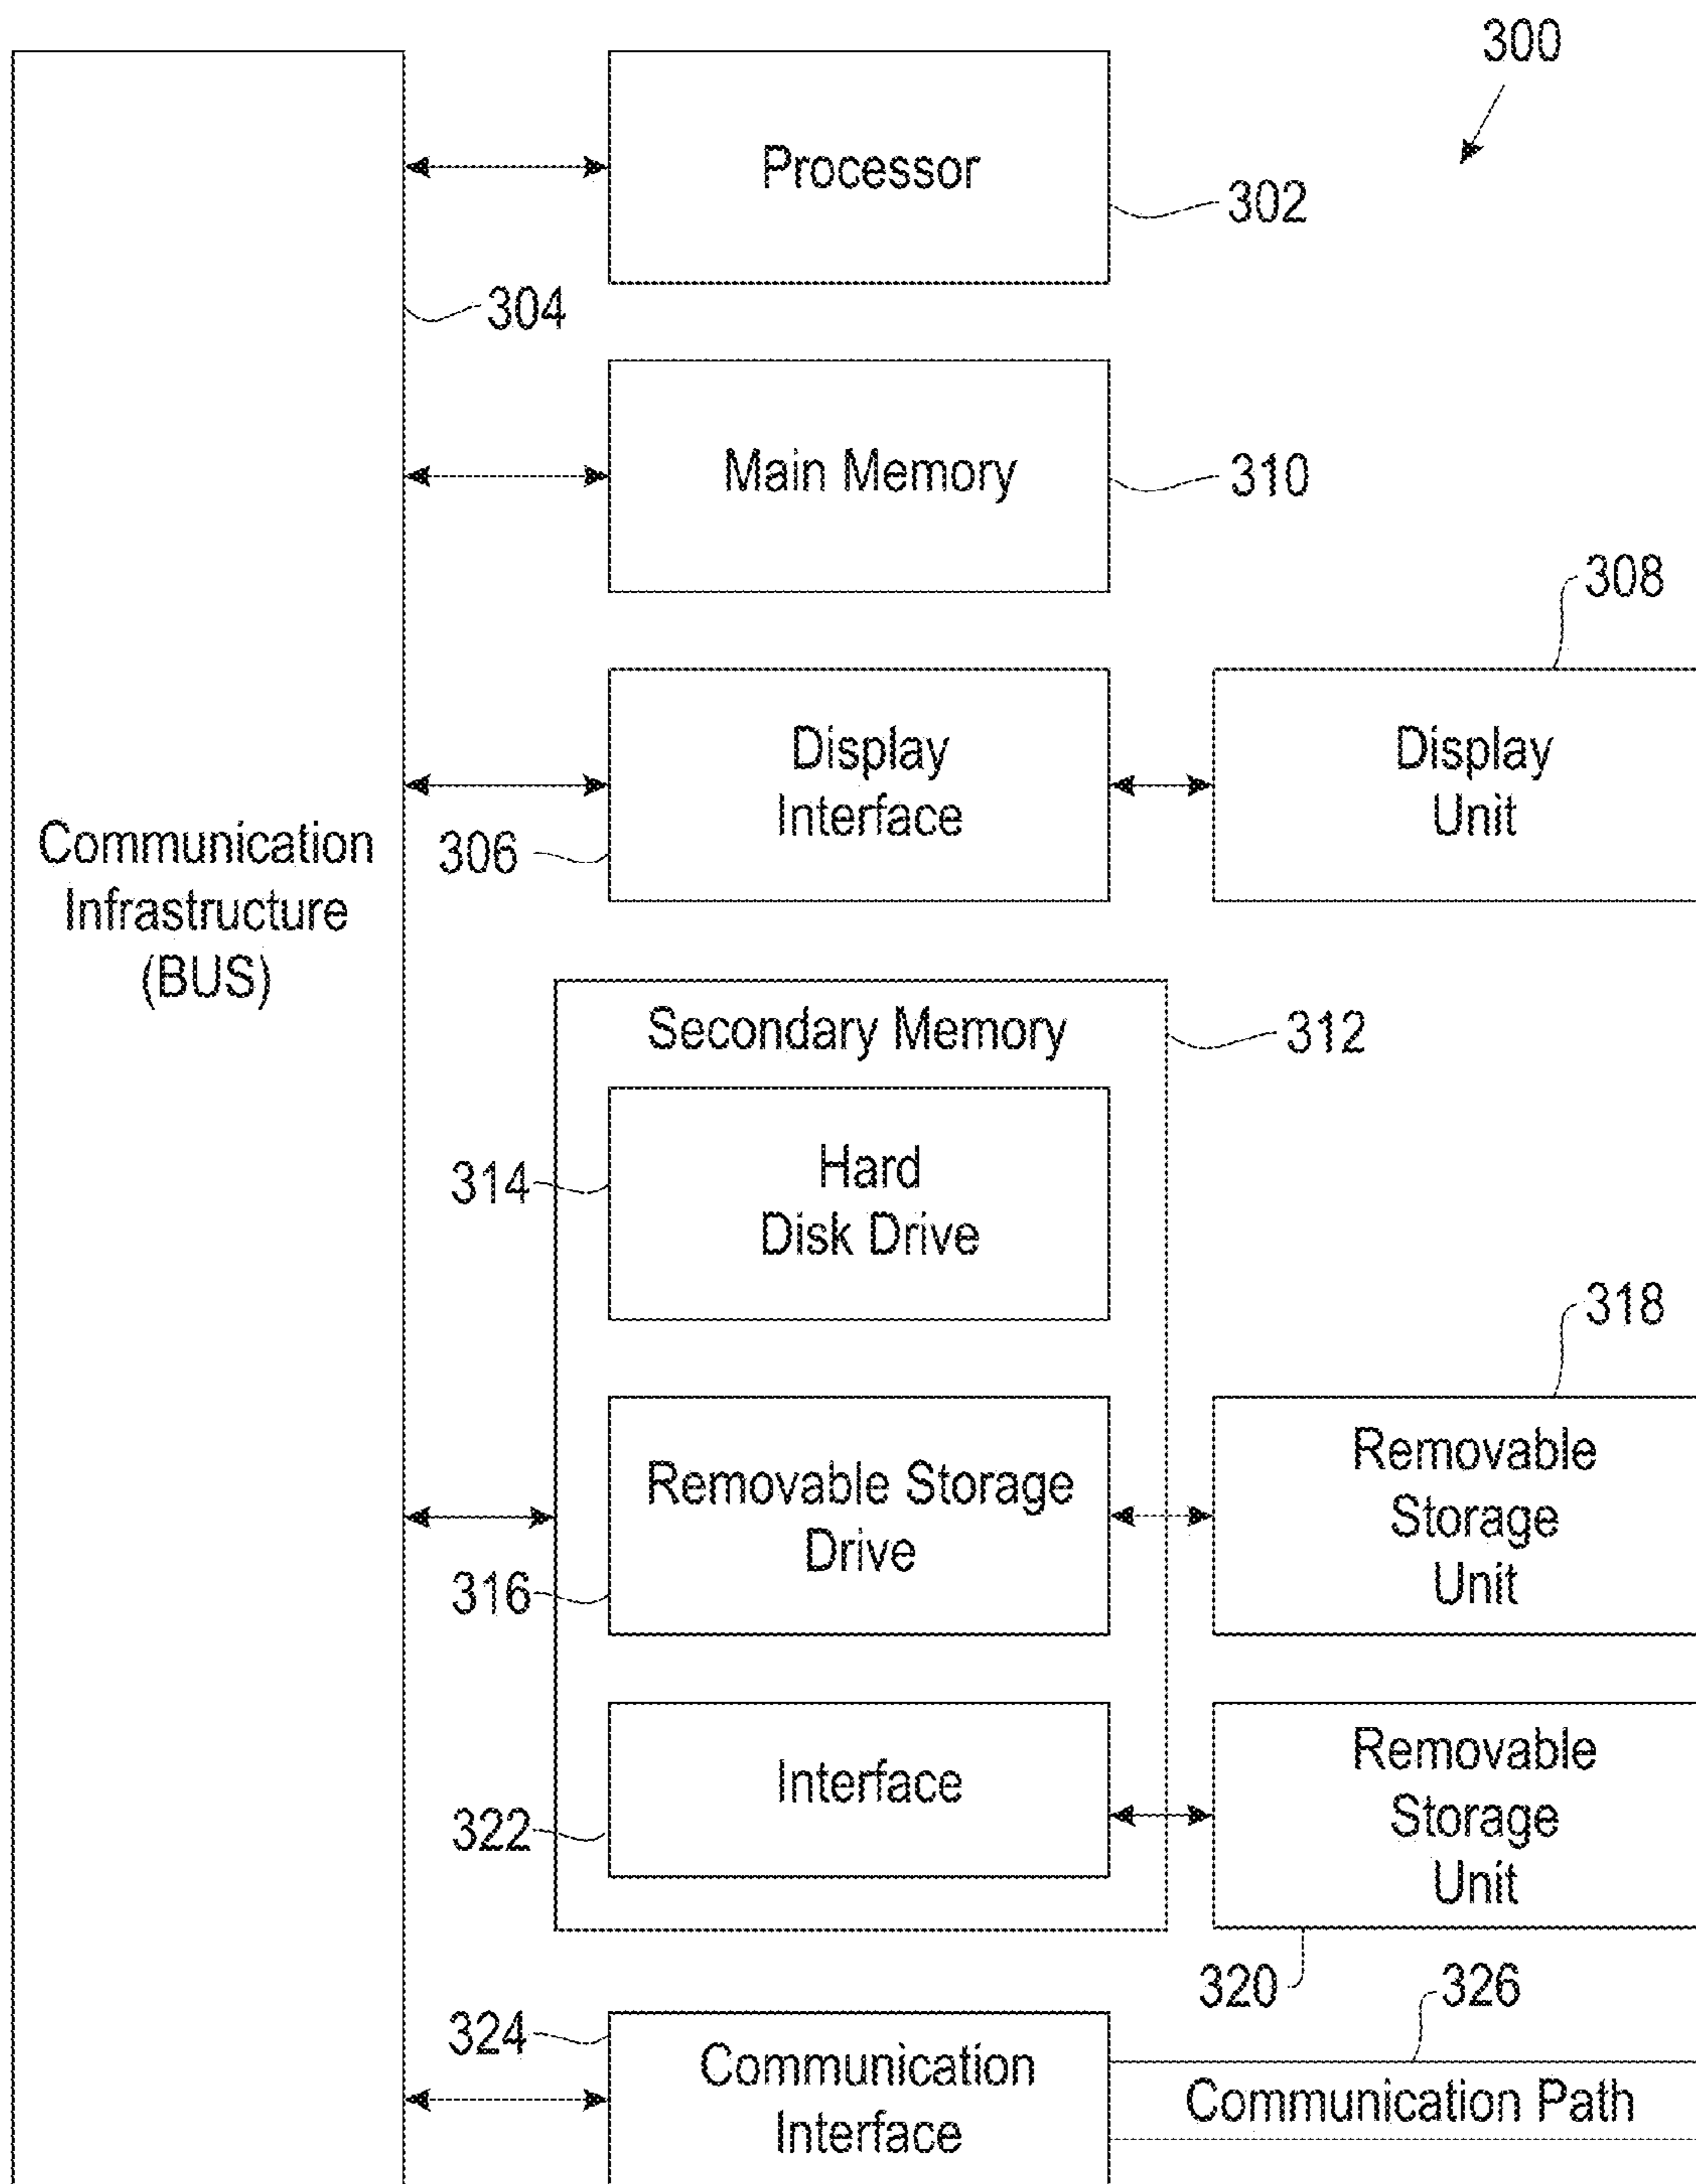 300
Processor
302
304
Main Memory
310
308
Display
Interface
306
Display
Unit
Communication
Infrastructure
(BUS)
Secondary Memory
312
Hard
Disk Drive
314
318
Removable Storage
Drive
316
Removable
Storage
Unit
Interface
322
Removable
Storage
Unit
320
326
324
Communication
Interface
Communication Path